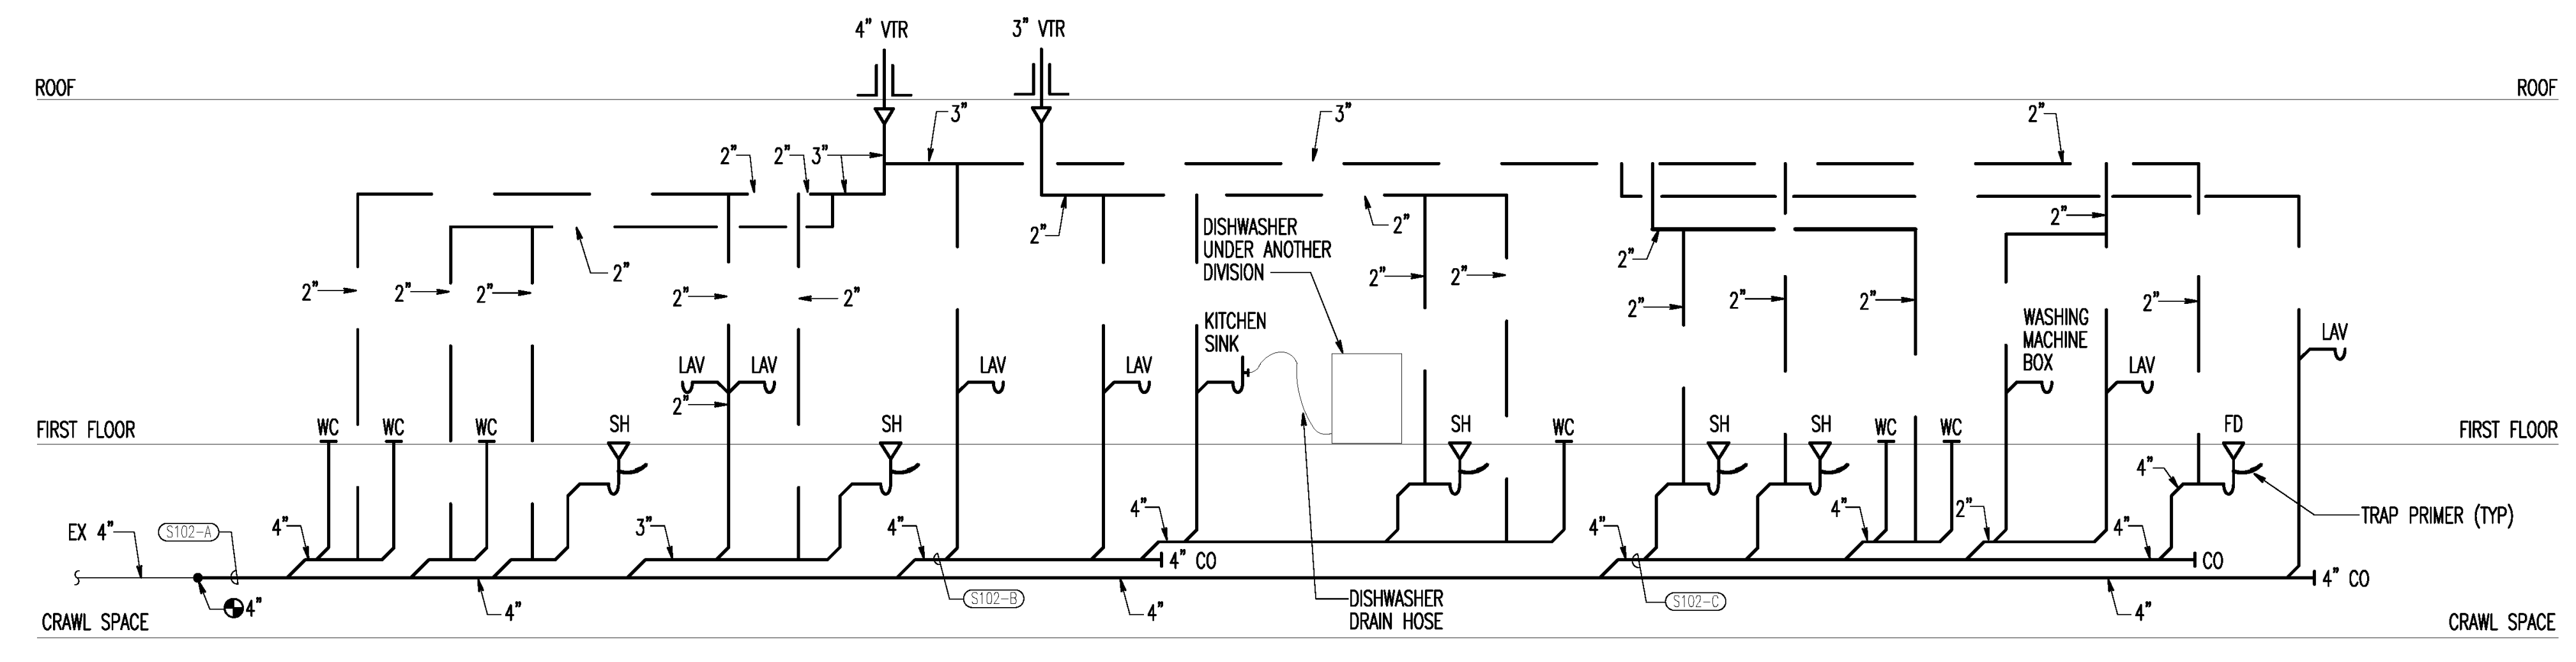 4" VTR
3" VTR
ROOF
ROOF
3"
3"
2"
2"
2"
3"
2"
2"
2"
2"
DISHWASHER
UNDER ANOTHER
DIVISION
2"
2"
2"
2"
2"
2"
2"
2"
2"
2"
2"
2"
2"
KITCHEN
SINK
WASHING
MACHINE
BOX
LAV
LAV
LAV
LAV
LAV
LAV
2"
FIRST FLOOR
WC
WC
WC
SH
SH
SH
WC
SH
SH
WC
WC
FD
FIRST FLOOR
EX 4"
S102-A
4"
3"
4"
4"
4"
4"
2"
4"
4"
TRAP PRIMER (TYP)
4" CO
CO
4" CO
4"
4"
S102-B
4"
DISHWASHER
DRAIN HOSE
S102-C
4"
CRAWL SPACE
CRAWL SPACE